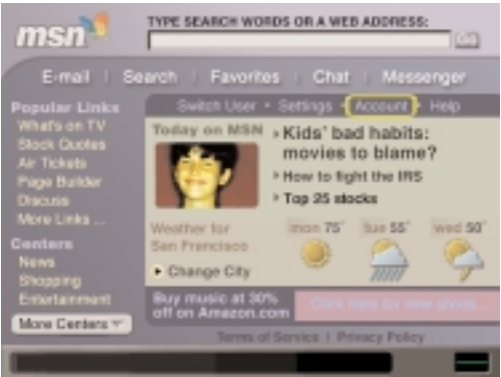 msn
TYPE SEARCH WORDS OR A WEB ADDRESS:
Go
E-mail | Search | Favorites | Chat | Messenger
Switch User • Settings • Account • Help
Popular Links
What's on TV
Stock Quotes
Air Tickets
Page Builder
Discuss
More Links ...
Centers
News
Shopping
Entertainment
More Centers
Today on MSN
Kids' bad habits:
movies to blame?
How to fight the IRS
Top 25 stocks
Weather for
San Francisco
Change City
mon 75° tue 55° wed 50°
Buy music at 30%
off on Amazon.com
Click here for new shoes
Terms of Service | Privacy Policy